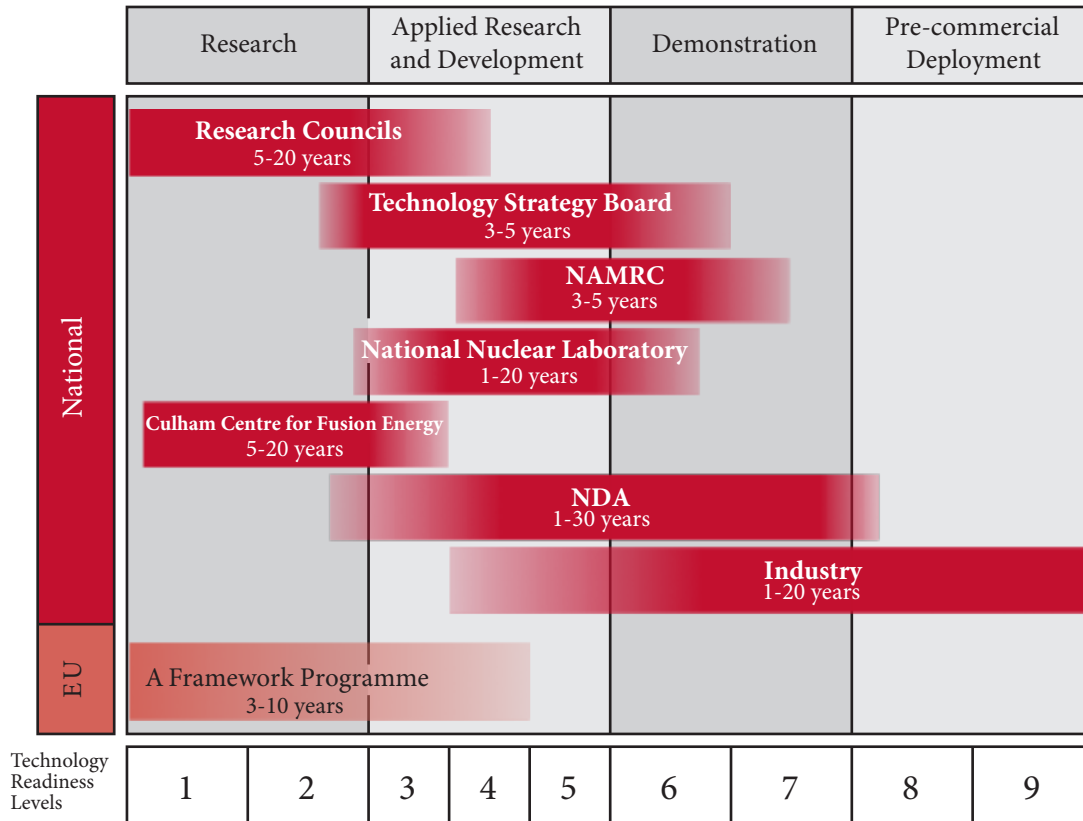 Research
Applied Research
and Development
Demonstration
Pre-commercial
Deployment
National
Research Councils
5-20 years
Technology Strategy Board
3-5 years
NAMRC
3-5 years
National Nuclear Laboratory
1-20 years
Culham Centre for Fusion Energy
5-20 years
NDA
1-30 years
Industry
1-20 years
EU
A Framework Programme
3-10 years
Technology
Readiness
Levels
1 2 3 4 5 6 7 8 9